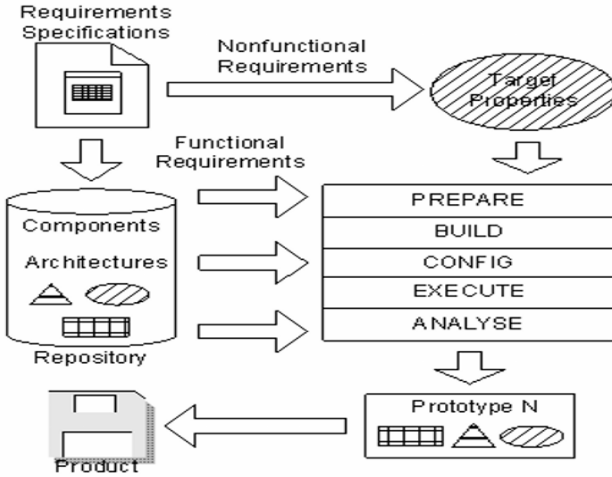 Requirements
Specifications
Nonfunctional
Requirements
Target
Properties
Functional
Requirements
Components
Architectures
Repository
PREPARE
BUILD
CONFIG
EXECUTE
ANALYSE
Prototype N
Product